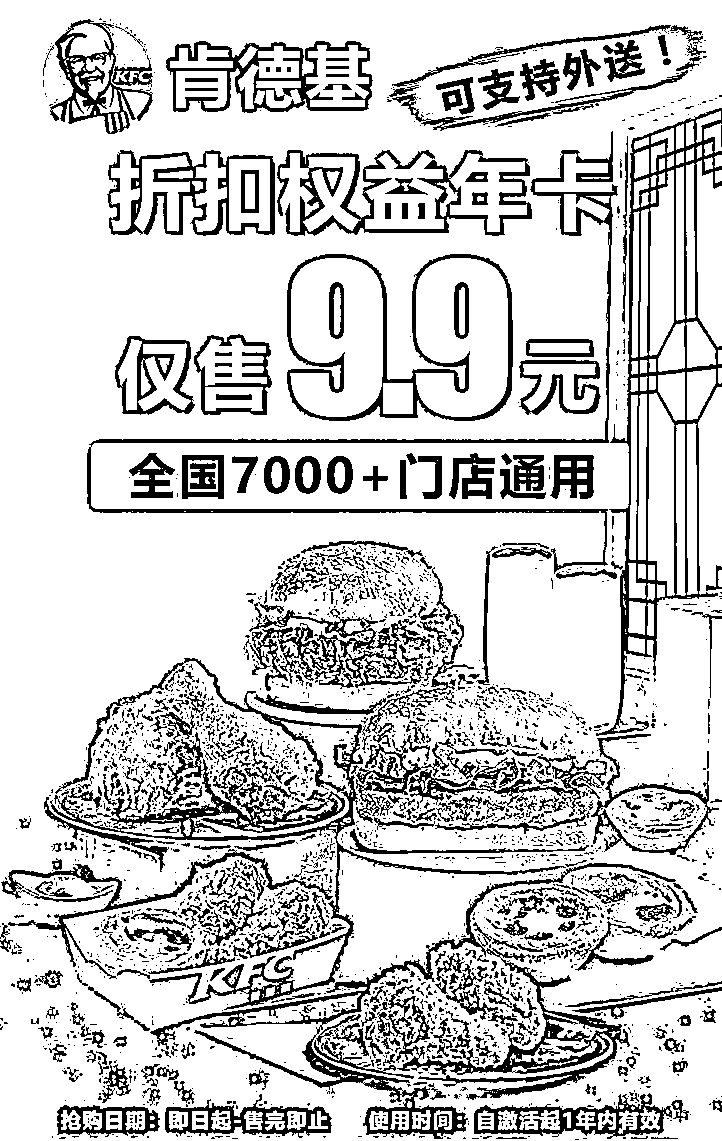 KFC
肯德基
可支持外送！
折扣权益年卡
仅售9.9元
全国7000+门店通用
KFC
抢购日期：即日起-售完即止 使用时间：自激活起1年内有效